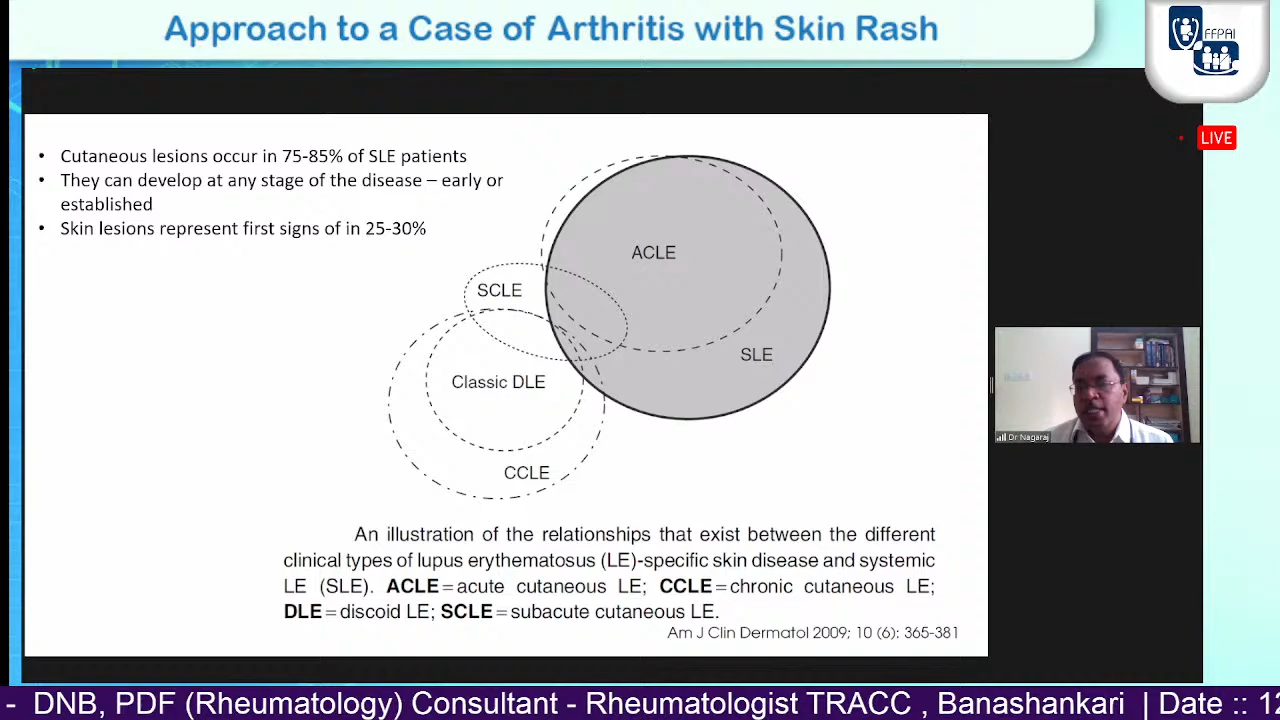 Approach to a Case of Arthritis with Skin Rash
FFPAI
LIVE
• Cutaneous lesions occur in 75-85% of SLE patients
• They can develop at any stage of the disease – early or
established
• Skin lesions represent first signs of in 25-30%
ACLE
SCLE
SLE
Classic DLE
CCLE
Dr Nagaraj
An illustration of the relationships that exist between the different
clinical types of lupus erythematosus (LE)-specific skin disease and systemic
LE (SLE). ACLE = acute cutaneous LE; CCLE = chronic cutaneous LE;
DLE = discoid LE; SCLE = subacute cutaneous LE.
Am J Clin Dermatol 2009; 10 (6): 365-381
- DNB, PDF (Rheumatology) Consultant - Rheumatologist TRACC , Banashankari | Date :: 12